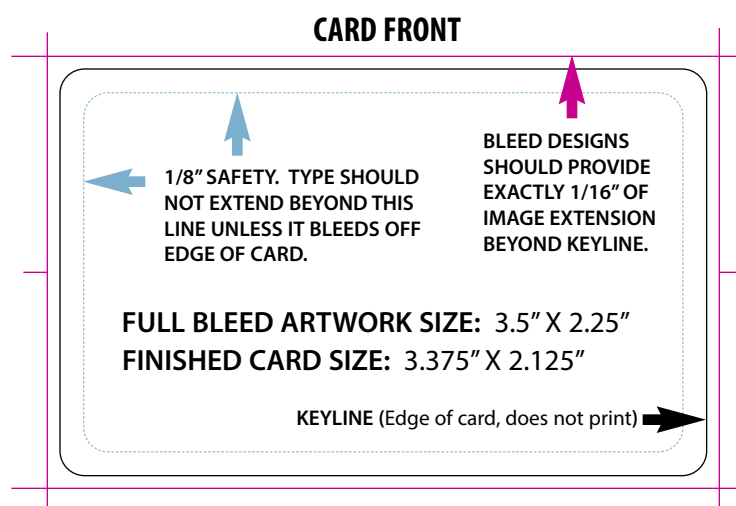 CARD FRONT
1/8” SAFETY.  TYPE SHOULD
NOT EXTEND BEYOND THIS
LINE UNLESS IT BLEEDS OFF
EDGE OF CARD.
BLEED DESIGNS
SHOULD PROVIDE
EXACTLY 1/16” OF
IMAGE EXTENSION
BEYOND KEYLINE.
FULL BLEED ARTWORK SIZE:  3.5” X 2.25”
FINISHED CARD SIZE:  3.375” X 2.125”
KEYLINE (Edge of card, does not print)